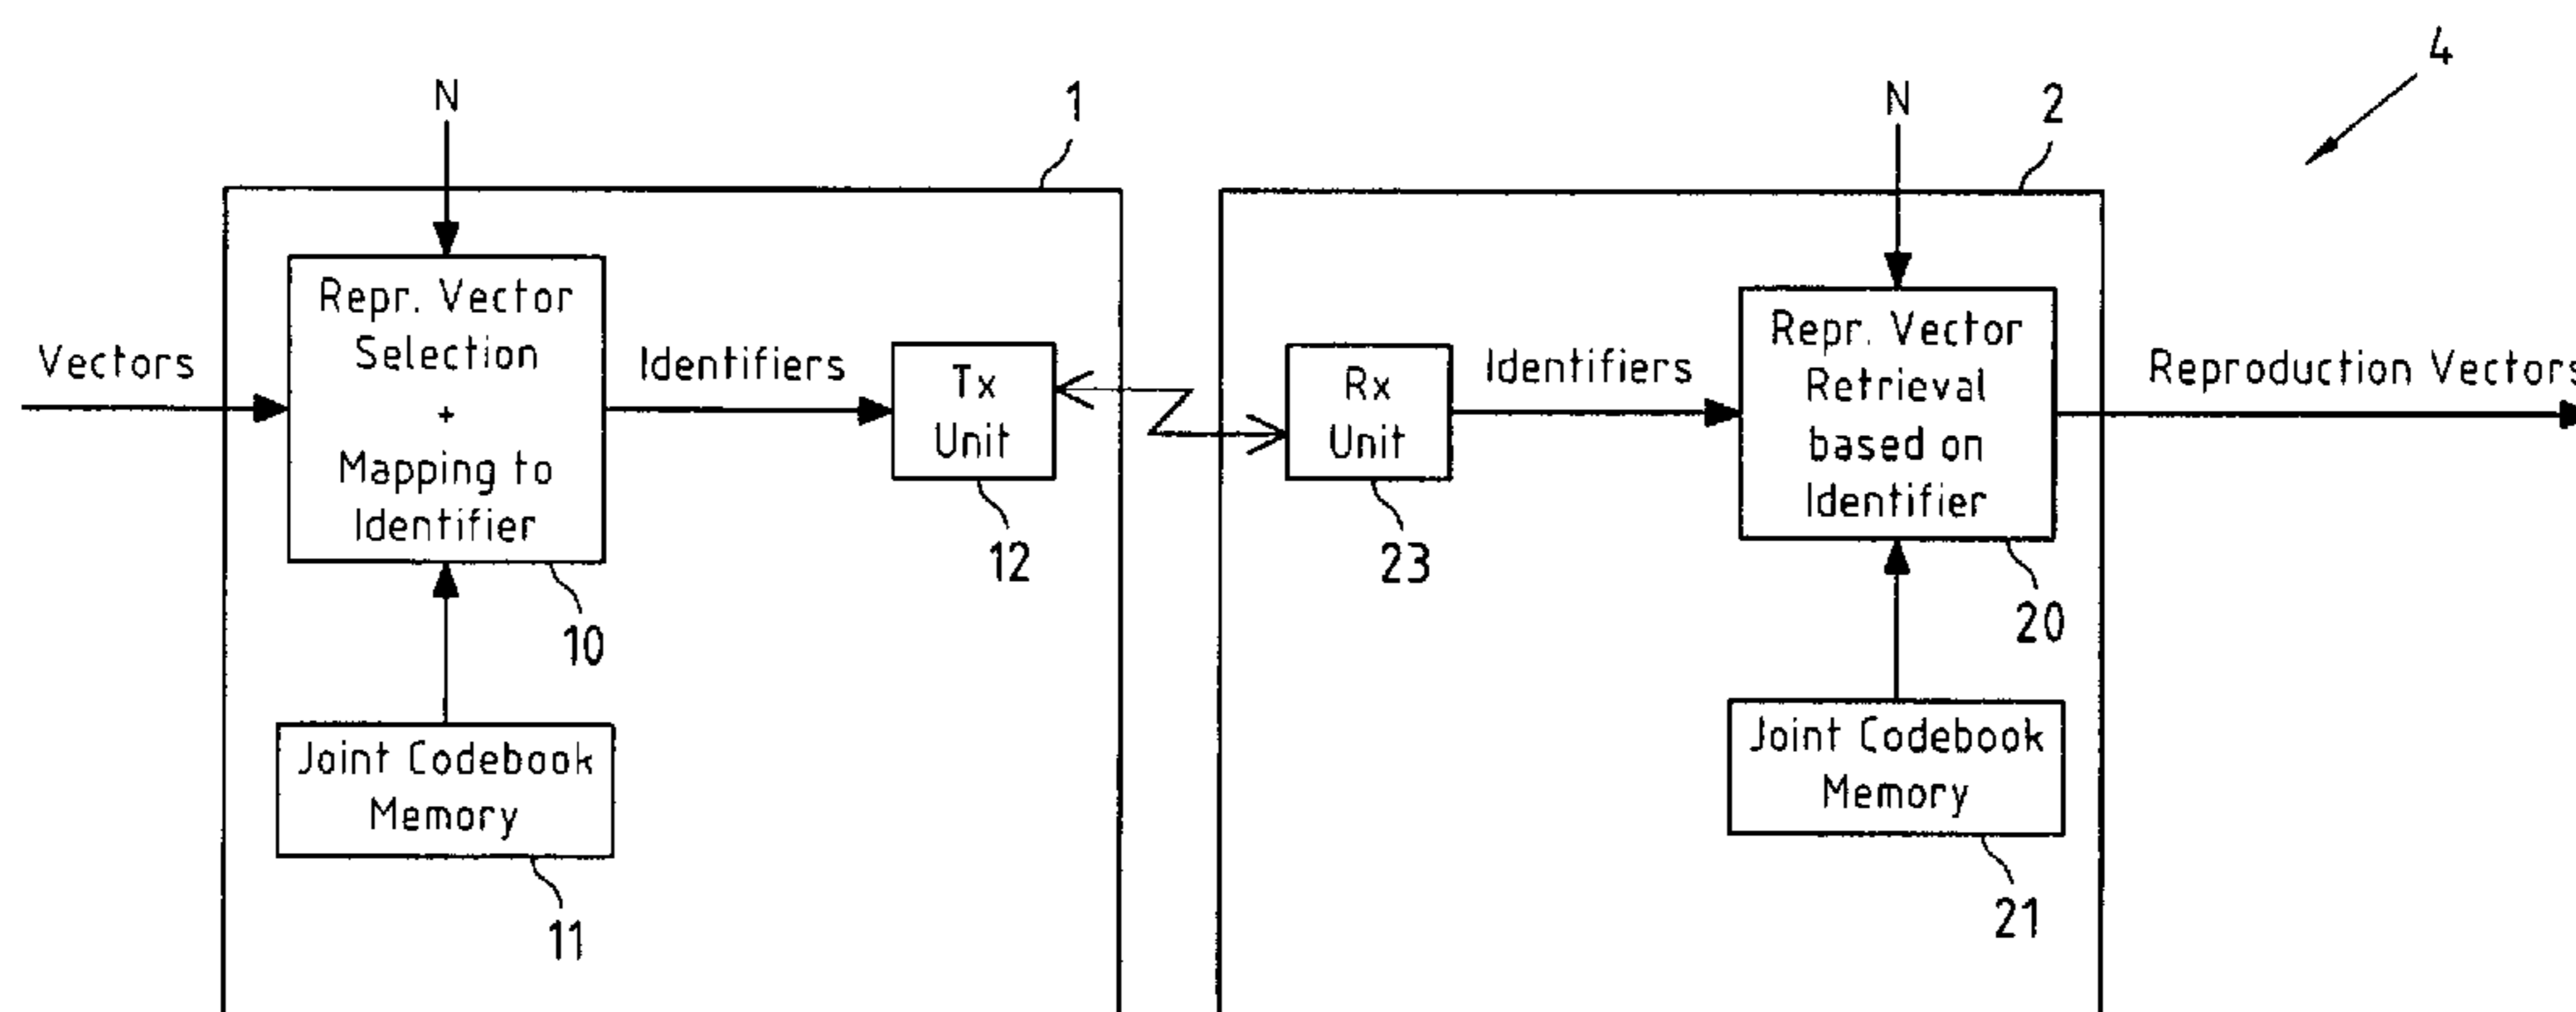 4
N
1
N
2
Vectors
Repr. Vector
Selection
+
Mapping to
Identifier
10
Identifiers
Tx
Unit
12
Joint Codebook
Memory
11
Rx
Unit
23
Identifiers
Repr. Vector
Retrieval
based on
Identifier
20
Reproduction Vectors
Joint Codebook
Memory
21